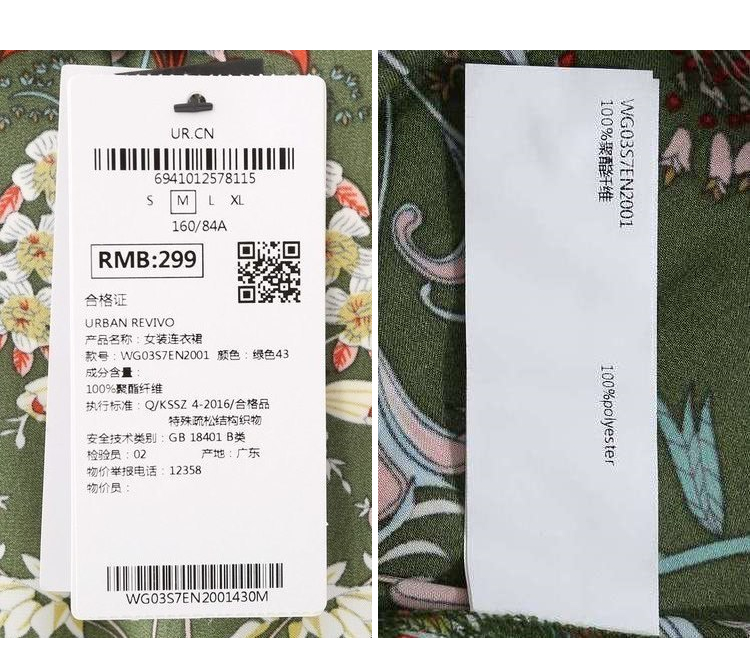 UR.CN
6941012578115
S M L XL
160/84A
RMB:299
合格证
URBAN REVIVO
产品名称：女装连衣裙
款号：WG03S7EN2001 颜色：绿色43
成分含量：
100%聚酯纤维
执行标准：Q/KSSZ 4-2016/合格品
特殊疏松结构织物
安全技术类别：GB 18401 B类
检验员：02 产地：广东
物价举报电话：12358
物价员：
WG03S7EN2001430M
WG03S7EN2001
100%聚酯纤维
100%polyester